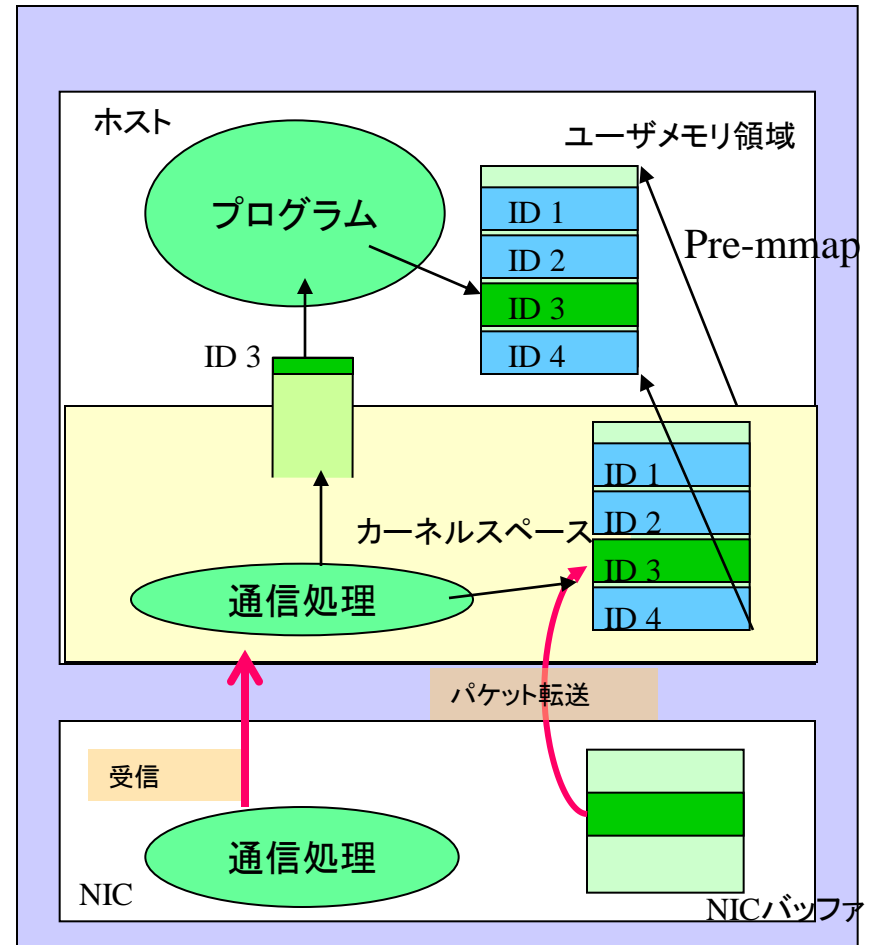 ホスト
ユーザメモリ領域
プログラム
ID 1
ID 2
ID 3
ID 4
Pre-mmap
ID 3
ID 1
ID 2
ID 3
ID 4
カーネルスペース
通信処理
パケット転送
受信
通信処理
NIC
NICバッファ